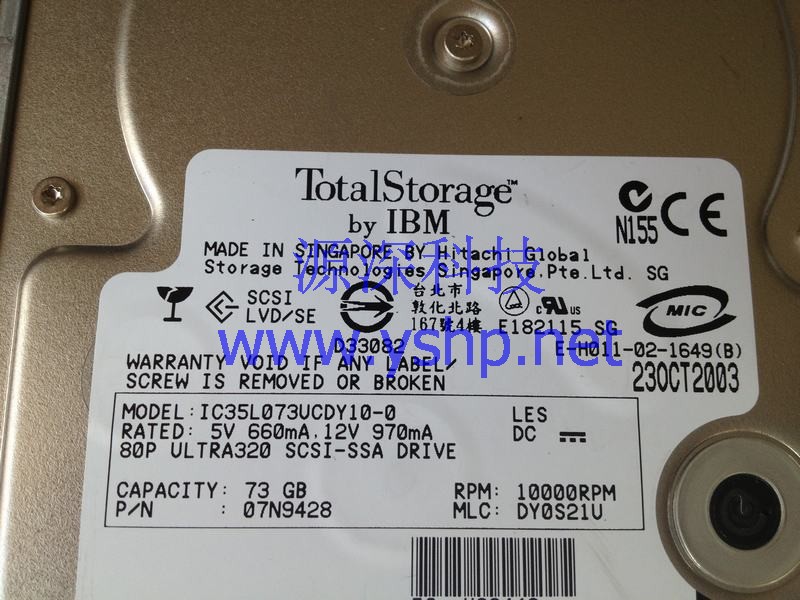 TotalStorage™
by IBM
N155
CE
MADE IN SINGAPORE BY Hitachi Global
Storage Technologies Singapore.Pte.Ltd. SG
源深科技
SCSI
LVD/SE
台北市
敦化北路
167號4樓
c UL us
E182115 SG
MIC
D33082
E-H011-02-1649(B)
www.yshp.net
WARRANTY VOID IF ANY LABEL/
SCREW IS REMOVED OR BROKEN
23OCT2003
MODEL: IC35L073UCDY10-0 LES
RATED: 5V 660mA, 12V 970mA DC
80P ULTRA320 SCSI-SSA DRIVE
CAPACITY: 73 GB RPM: 10000RPM
P/N : 07N9428 MLC: DY0S21U